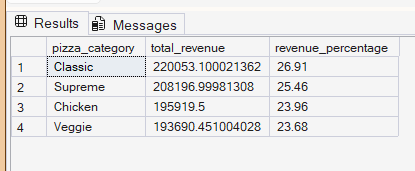 Results Messages
pizza_category total_revenue revenue_percentage
1 Classic 220053.100021362 26.91
2 Supreme 208196.99981308 25.46
3 Chicken 195919.5 23.96
4 Veggie 193690.451004028 23.68